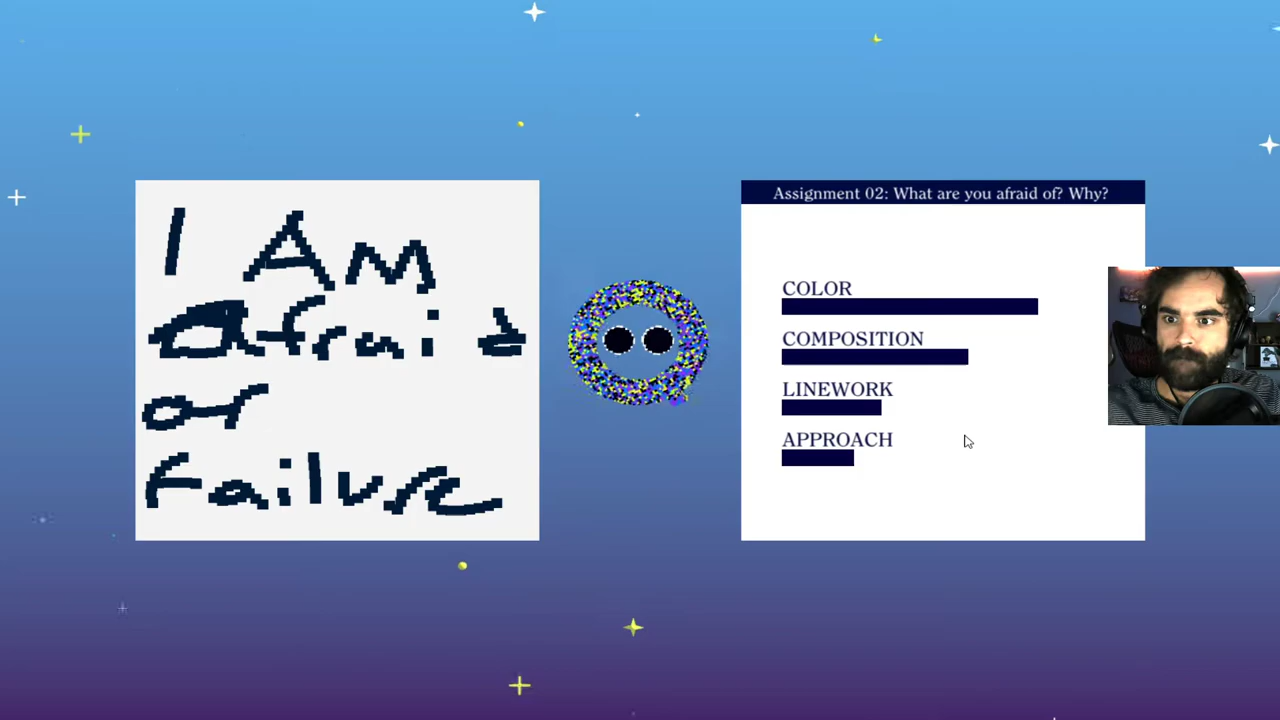 I AM
afraid
of
Failure
Assignment 02: What are you afraid of? Why?
COLOR
COMPOSITION
LINEWORK
APPROACH